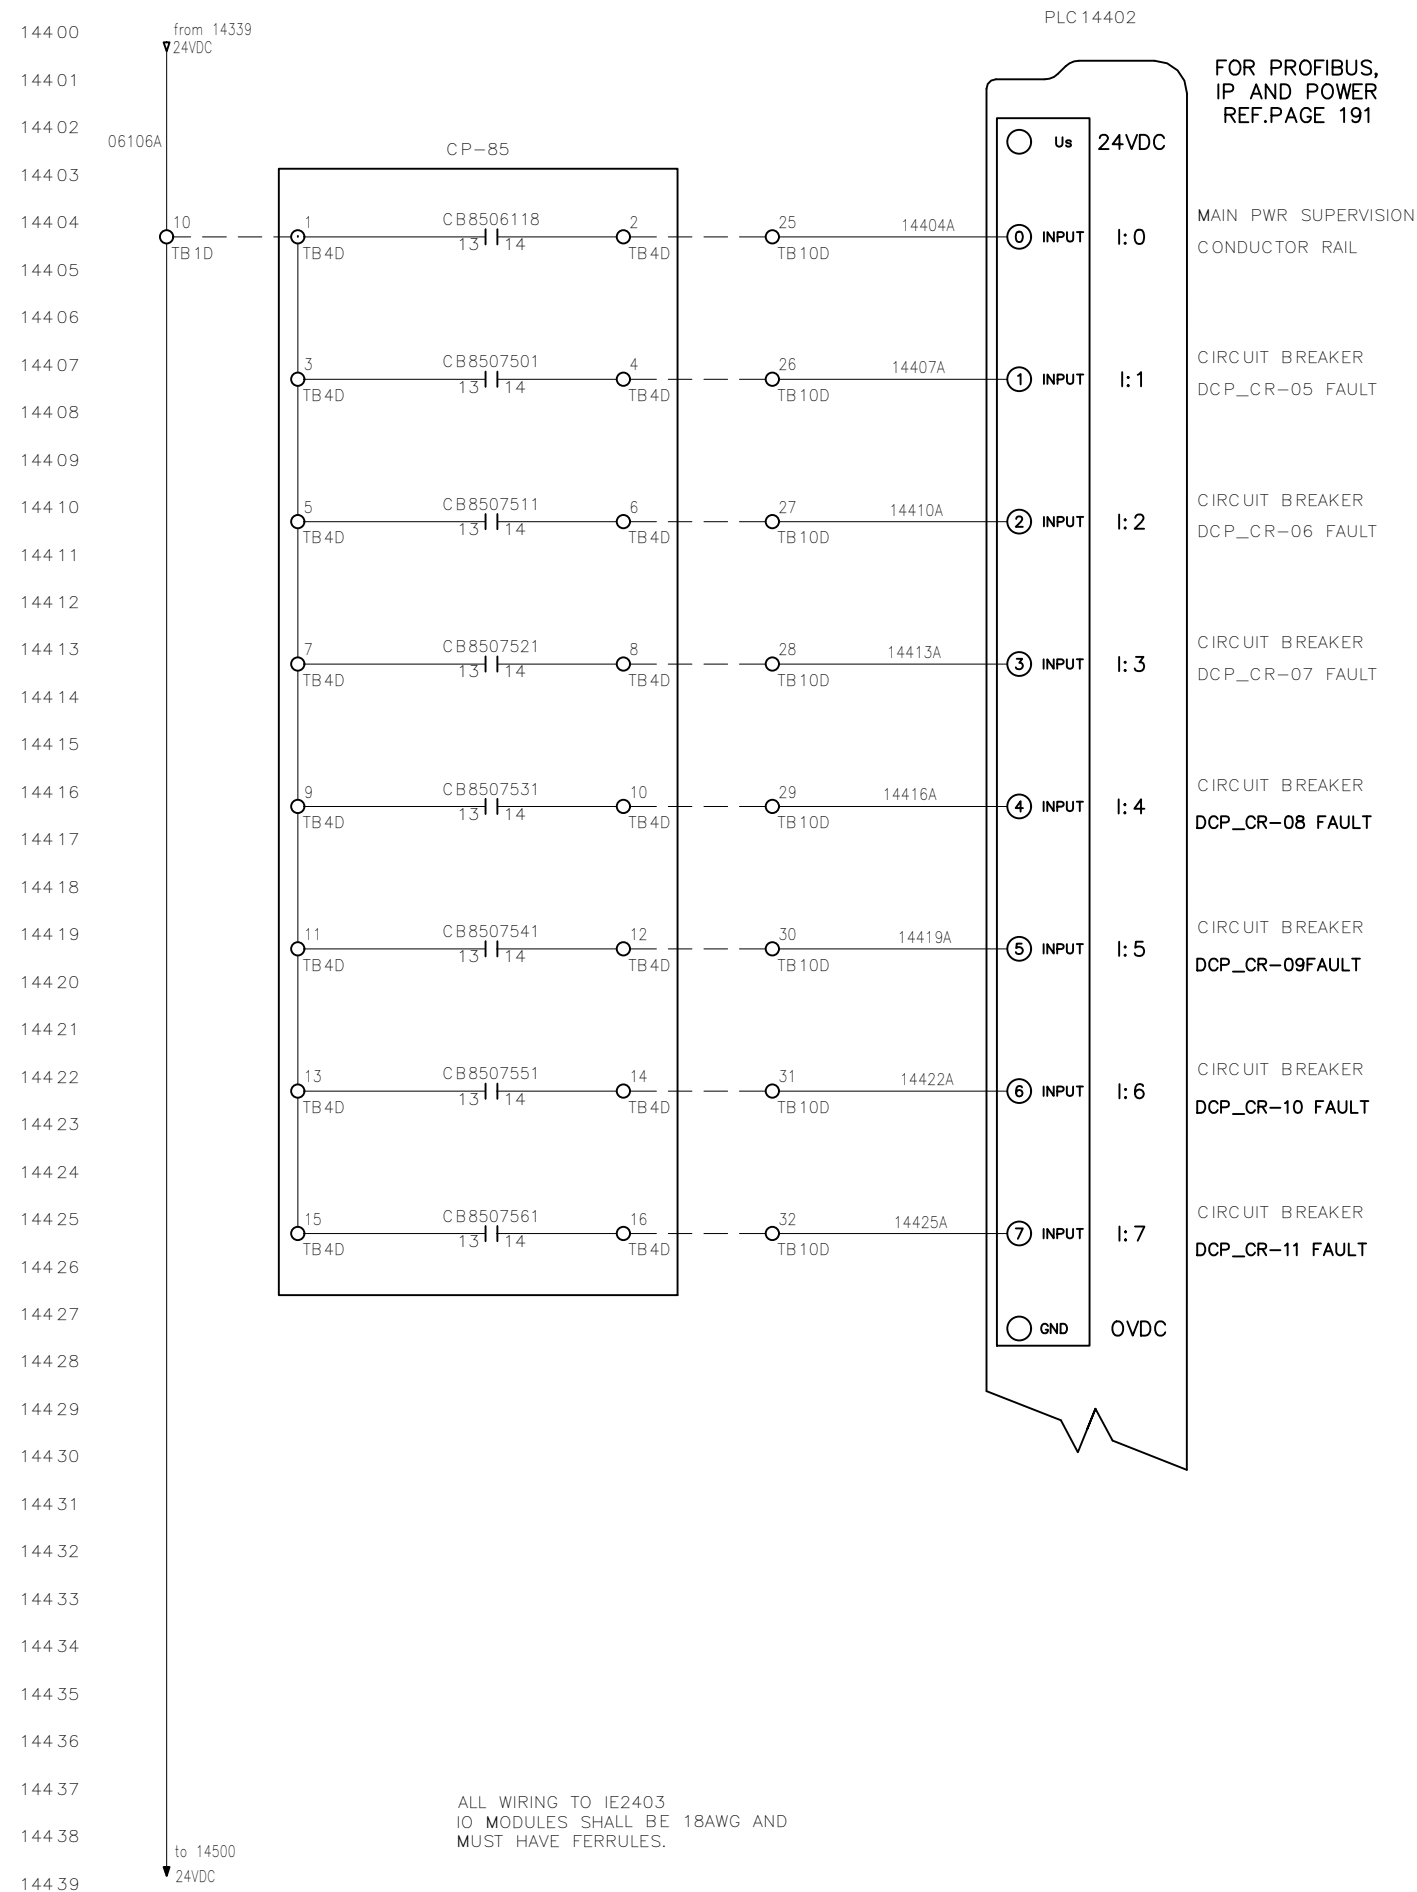 PLC14402
14400
from 14339
24VDC
14401
FOR PROFIBUS,
IP AND POWER
REF.PAGE 191
14402
06106A
CP-85
Us 24VDC
14403
14404
10
TB1D
1
TB4D
CB8506118
13 14
2
TB4D
25
TB10D
14404A
0 INPUT I:0
MAIN PWR SUPERVISION
CONDUCTOR RAIL
14405
14406
14407
3
TB4D
CB8507501
13 14
4
TB4D
26
TB10D
14407A
1 INPUT I:1
CIRCUIT BREAKER
DCP_CR-05 FAULT
14408
14409
14410
5
TB4D
CB8507511
13 14
6
TB4D
27
TB10D
14410A
2 INPUT I:2
CIRCUIT BREAKER
DCP_CR-06 FAULT
14411
14412
14413
7
TB4D
CB8507521
13 14
8
TB4D
28
TB10D
14413A
3 INPUT I:3
CIRCUIT BREAKER
DCP_CR-07 FAULT
14414
14415
14416
9
TB4D
CB8507531
13 14
10
TB4D
29
TB10D
14416A
4 INPUT I:4
CIRCUIT BREAKER
DCP_CR-08 FAULT
14417
14418
14419
11
TB4D
CB8507541
13 14
12
TB4D
30
TB10D
14419A
5 INPUT I:5
CIRCUIT BREAKER
DCP_CR-09FAULT
14420
14421
14422
13
TB4D
CB8507551
13 14
14
TB4D
31
TB10D
14422A
6 INPUT I:6
CIRCUIT BREAKER
DCP_CR-10 FAULT
14423
14424
14425
15
TB4D
CB8507561
13 14
16
TB4D
32
TB10D
14425A
7 INPUT I:7
CIRCUIT BREAKER
DCP_CR-11 FAULT
14426
14427
GND 0VDC
14428
14429
14430
14431
14432
14433
14434
14435
14436
14437
ALL WIRING TO IE2403
IO MODULES SHALL BE 18AWG AND
MUST HAVE FERRULES.
14438
to 14500
24VDC
14439